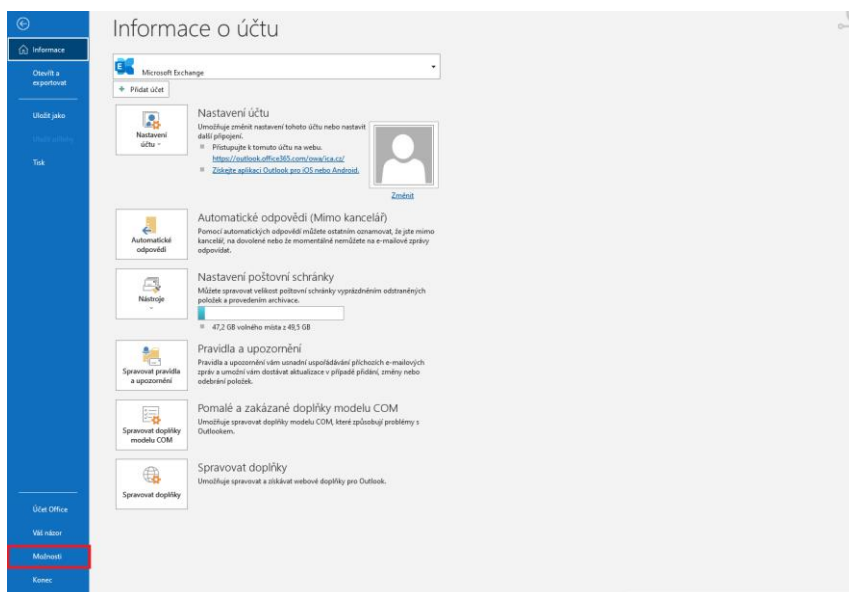 Informace o účtu
Informace
Otevřít a
exportovat
Uložit jako
Uložit přílohy
Tisk
Účet Office
Váš názor
Možnosti
Konec
Microsoft Exchange
+ Přidat účet
Nastavení
účtu
Nastavení účtu
Umožňuje změnit nastavení tohoto účtu nebo nastavit
další připojení.
Přistupujte k tomuto účtu na webu.
https://outlook.office365.com/owa/ica.cz/
Získejte aplikaci Outlook pro iOS nebo Android.
Změnit
Automatické
odpovědi
Automatické odpovědi (Mimo kancelář)
Pomocí automatických odpovědí můžete ostatním oznamovat, že jste mimo
kancelář, na dovolené nebo že momentálně nemůžete na e-mailové zprávy
odpovídat.
Nástroje
Nastavení poštovní schránky
Můžete spravovat velikost poštovní schránky vyprázdněním odstraněných
položek a provedením archivace.
47,2 GB volného místa z 49,5 GB
Spravovat pravidla
a upozornění
Pravidla a upozornění
Pravidla a upozornění vám usnadní uspořádávání příchozích e-mailových
zpráv a umožní vám dostávat aktualizace v případě přidání, změny nebo
odebrání položek.
Spravovat doplňky
modelu COM
Pomalé a zakázané doplňky modelu COM
Umožňuje spravovat doplňky modelu COM, které způsobují problémy s
Outlookem.
Spravovat doplňky
Spravovat doplňky
Umožňuje spravovat a získávat webové doplňky pro Outlook.